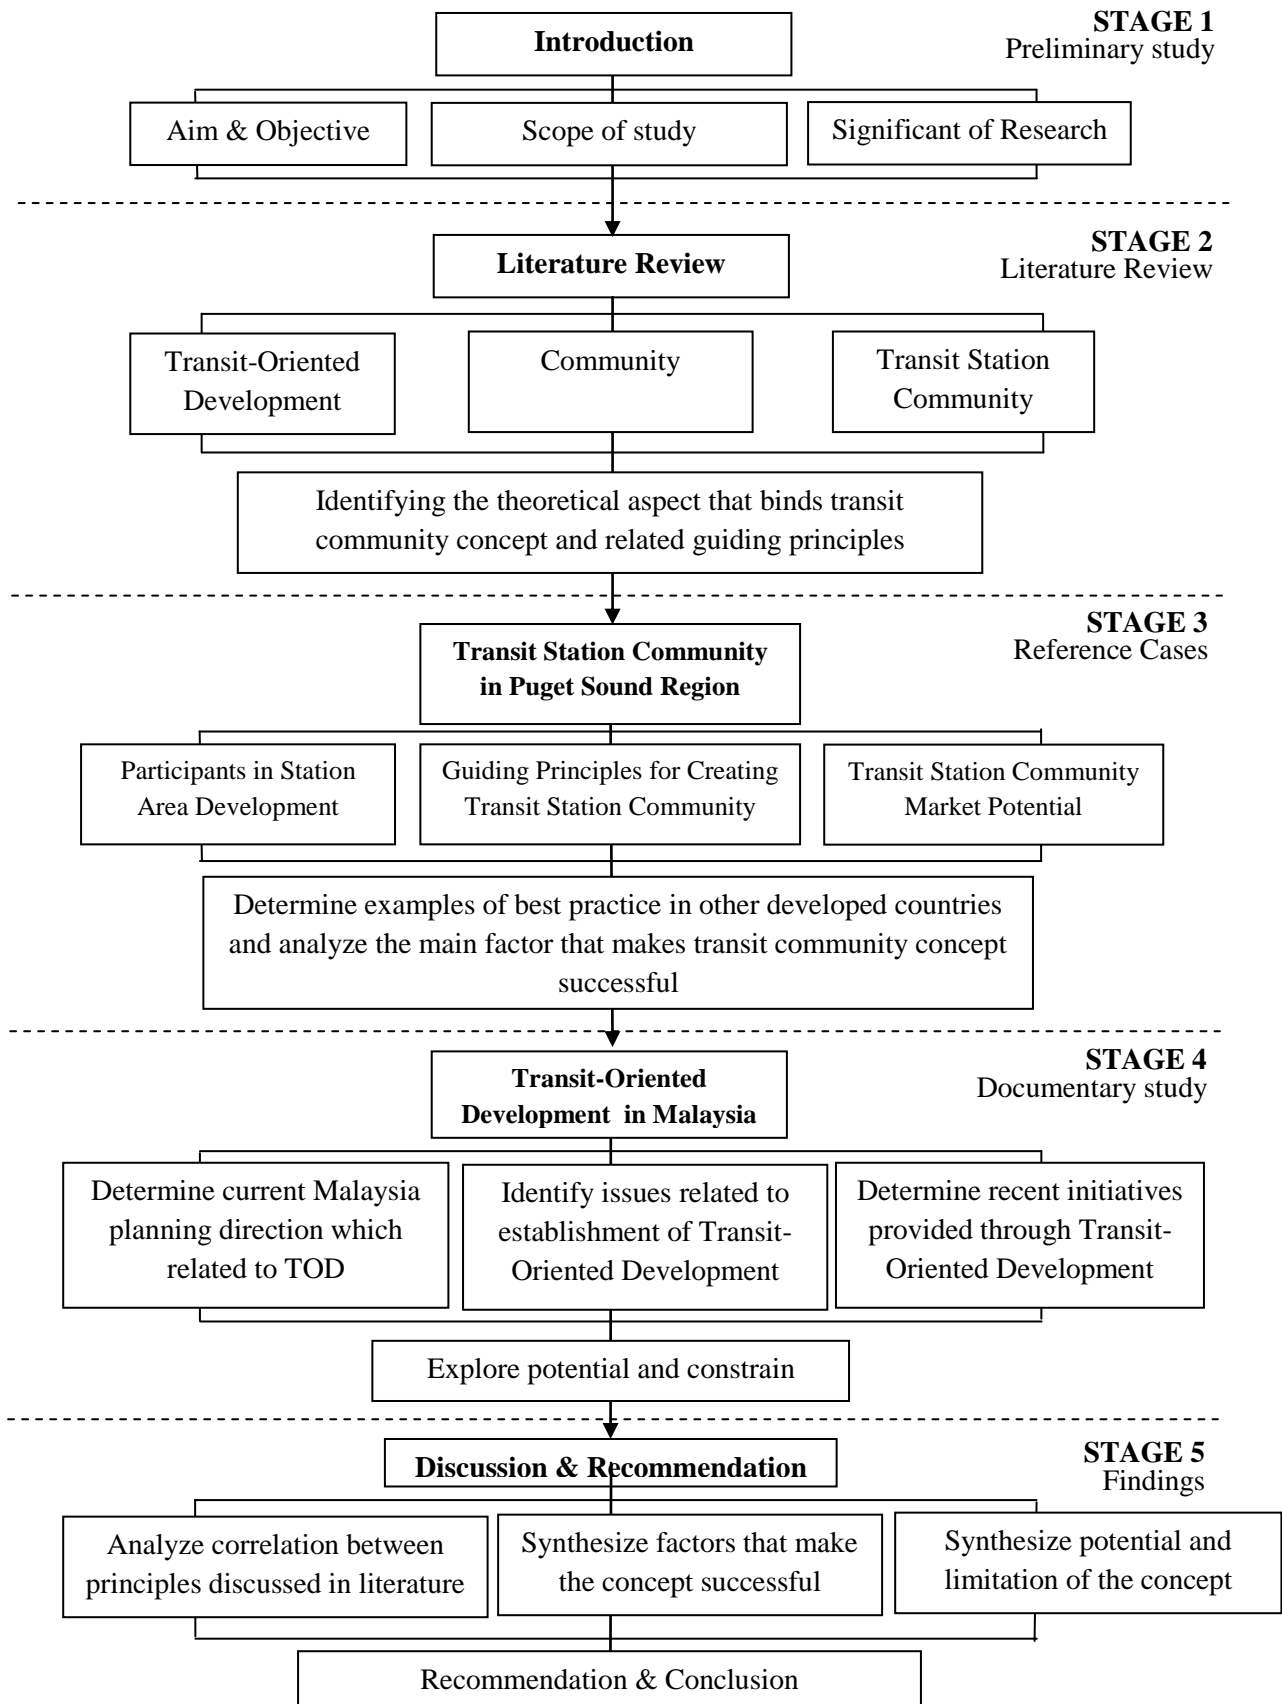 STAGE 1
Preliminary study
Introduction
Aim & Objective
Scope of study
Significant of Research
STAGE 2
Literature Review
Literature Review
Transit-Oriented
Development
Community
Transit Station
Community
Identifying the theoretical aspect that binds transit
community concept and related guiding principles
STAGE 3
Reference Cases
Transit Station Community
in Puget Sound Region
Participants in Station
Area Development
Guiding Principles for Creating
Transit Station Community
Transit Station Community
Market Potential
Determine examples of best practice in other developed countries
and analyze the main factor that makes transit community concept
successful
STAGE 4
Documentary study
Transit-Oriented
Development in Malaysia
Determine current Malaysia
planning direction which
related to TOD
Identify issues related to
establishment of Transit-
Oriented Development
Determine recent initiatives
provided through Transit-
Oriented Development
Explore potential and constrain
STAGE 5
Findings
Discussion & Recommendation
Analyze correlation between
principles discussed in literature
Synthesize factors that make
the concept successful
Synthesize potential and
limitation of the concept
Recommendation & Conclusion